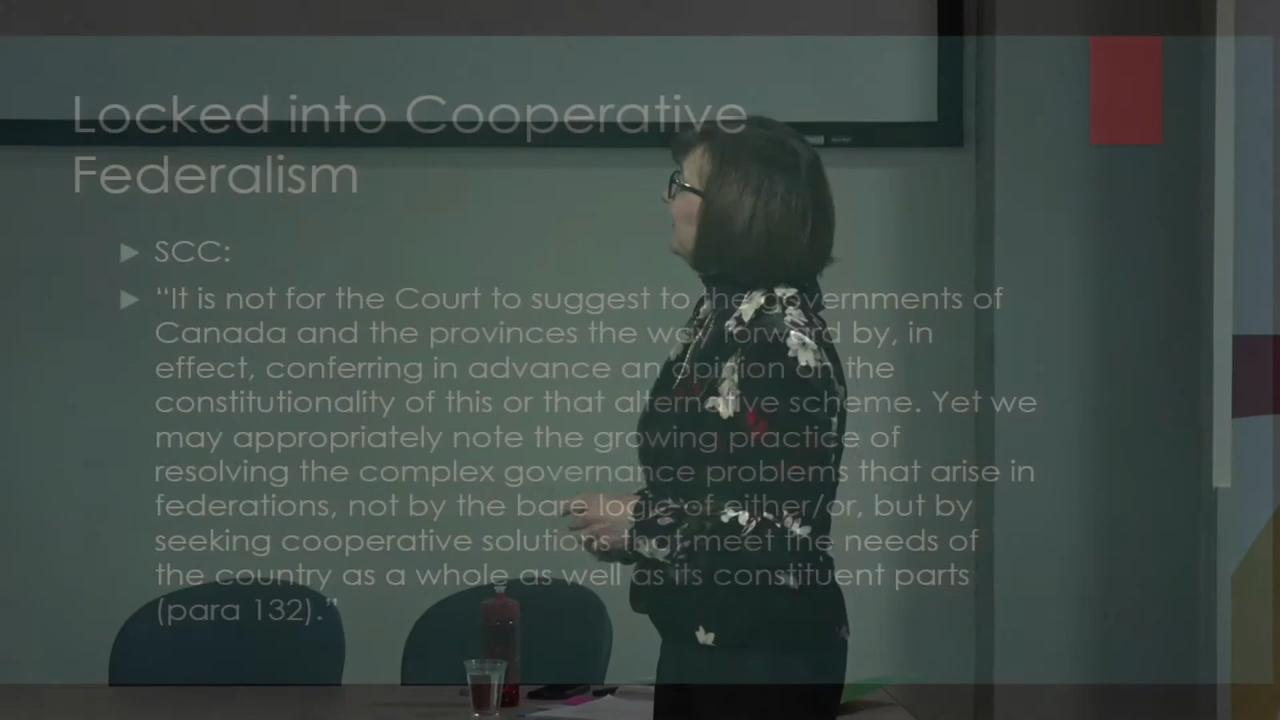 Locked into Cooperative
Federalism
SCC:
“It is not for the Court to suggest to the governments of
Canada and the provinces the way forward by, in
effect, conferring in advance an opinion on the
constitutionality of this or that alternative scheme. Yet we
may appropriately note the growing practice of
resolving the complex governance problems that arise in
federations, not by the bare logic of either/or, but by
seeking cooperative solutions that meet the needs of
the country as a whole as well as its constituent parts
(para 132).”